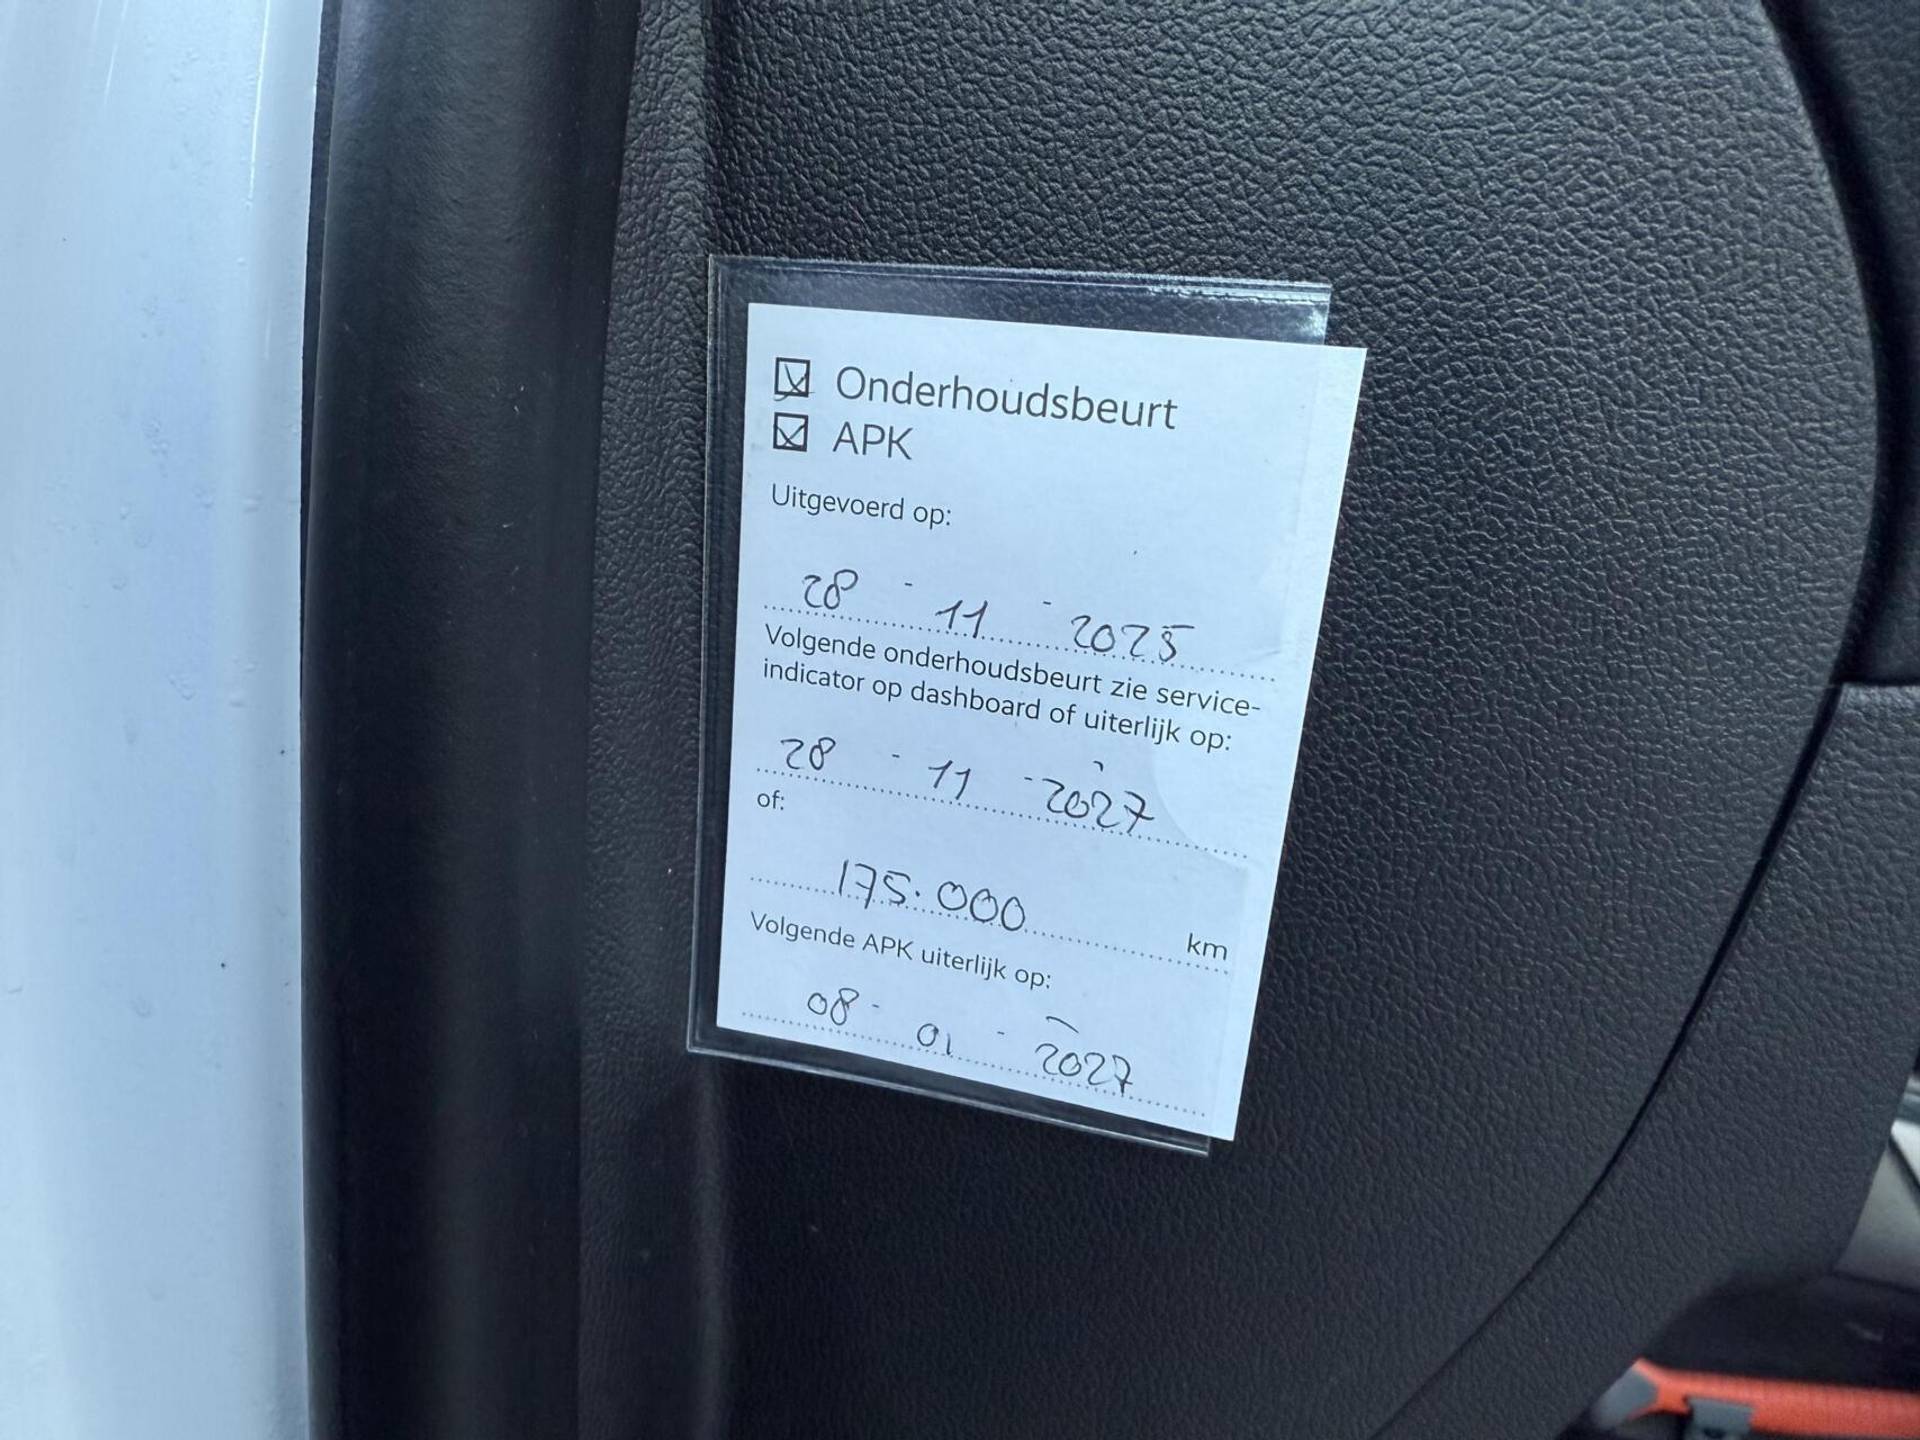 Onderhoudsbeurt
APK
Uitgevoerd op:
28 - 11 - 2025
Volgende onderhoudsbeurt zie service-
indicator op dashboard of uiterlijk op:
28 - 11 - 2027
of:
175.000 km
Volgende APK uiterlijk op:
08 - 01 - 2027